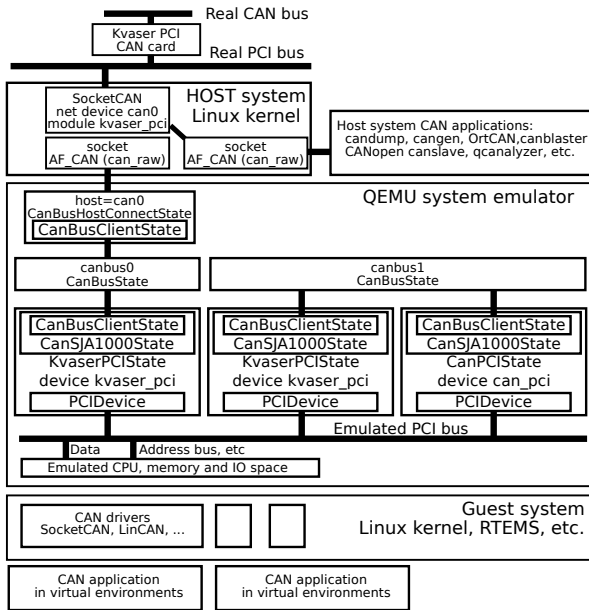 Real CAN bus
Kvaser PCI
CAN card
Real PCI bus
SocketCAN
net device can0
module kvaser_pci
HOST system
Linux kernel
socket
AF_CAN (can_raw)
socket
AF_CAN (can_raw)
Host system CAN applications:
candump, cangen, OrtCAN,canblaster
CANopen canslave, qcanalyzer, etc.
QEMU system emulator
host=can0
CanBusHostConnectState
CanBusClientState
canbus0
CanBusState
canbus1
CanBusState
CanBusClientState
CanSJA1000State
KvaserPCIState
device kvaser_pci
PCIDevice
CanBusClientState
CanSJA1000State
KvaserPCIState
device kvaser_pci
PCIDevice
CanBusClientState
CanSJA1000State
CanPCIState
device can_pci
PCIDevice
Emulated PCI bus
Data
Address bus, etc
Emulated CPU, memory and IO space
Guest system
Linux kernel, RTEMS, etc.
CAN drivers
SocketCAN, LinCAN, ...
CAN application
in virtual environments
CAN application
in virtual environments